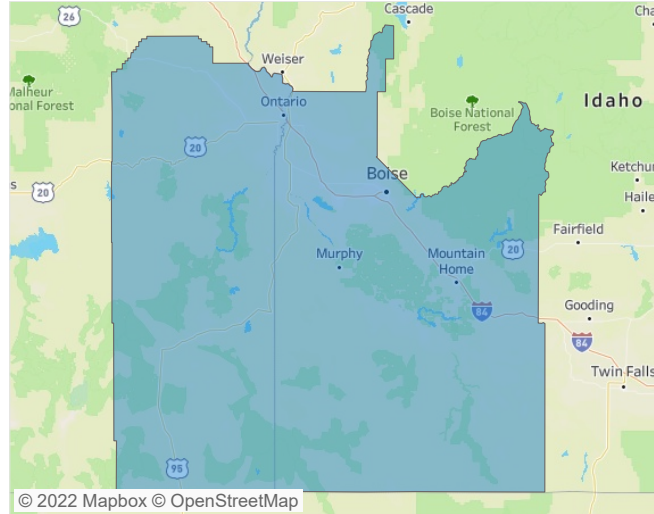 Cascade
26
Cha
Weiser
Malheur
onal Forest
Ontario
Idaho
Boise National
Forest
20
Ketchum
s
20
Boise
Haile
Fairfield
Murphy
Mountain
Home
20
Gooding
84
84
Twin Falls
95
© 2022 Mapbox © OpenStreetMap